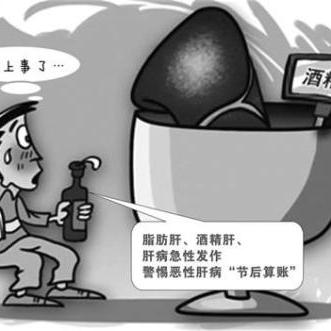 上事了…
酒精
脂肪肝、酒精肝、
肝病急性发作
警惕恶性肝病“节后算账”